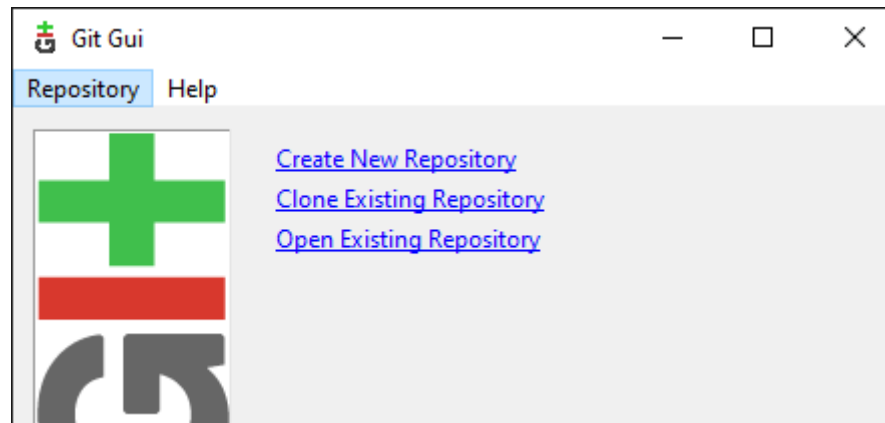 Git Gui
Repository Help
Create New Repository
Clone Existing Repository
Open Existing Repository